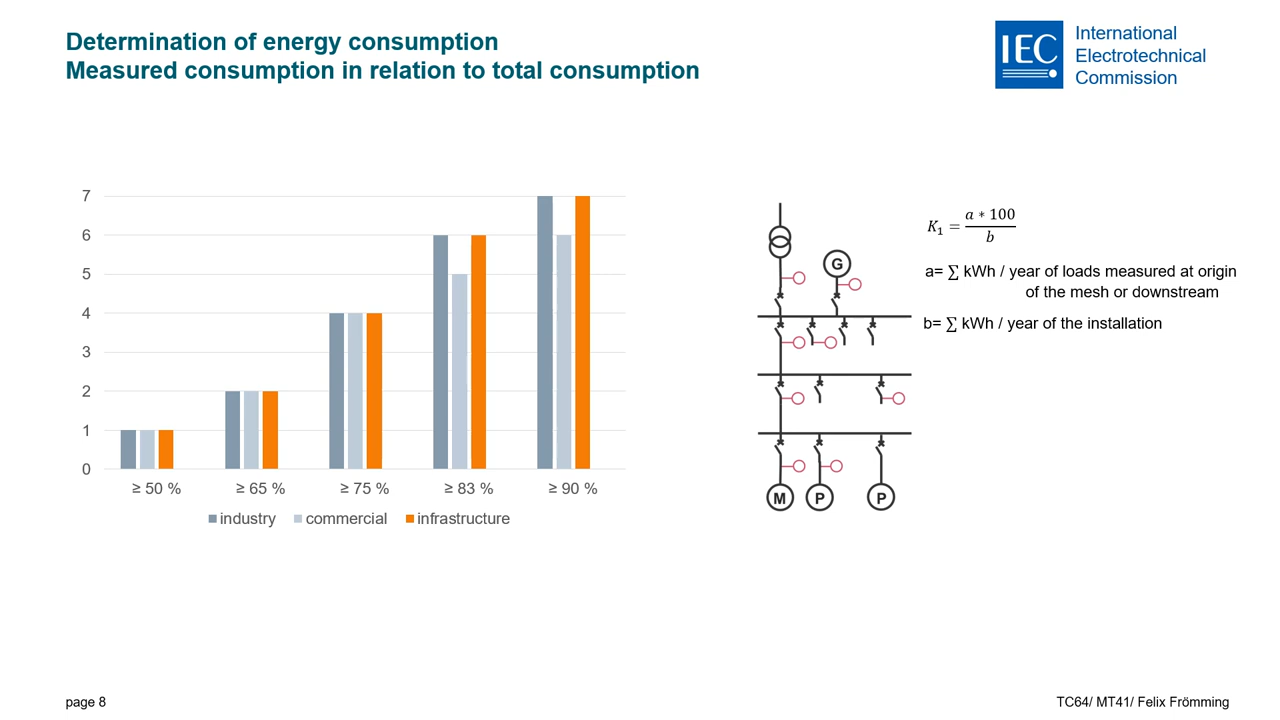 Determination of energy consumption
Measured consumption in relation to total consumption
IEC
International
Electrotechnical
Commission
7
6
5
4
3
2
1
0
≥ 50 %
≥ 65 %
≥ 75 %
≥ 83 %
≥ 90 %
industry
commercial
infrastructure
G
M
P
P
K₁ = a * 100 / b
a= ∑ kWh / year of loads measured at origin
of the mesh or downstream
b= ∑ kWh / year of the installation
page 8
TC64/ MT41/ Felix Frömming